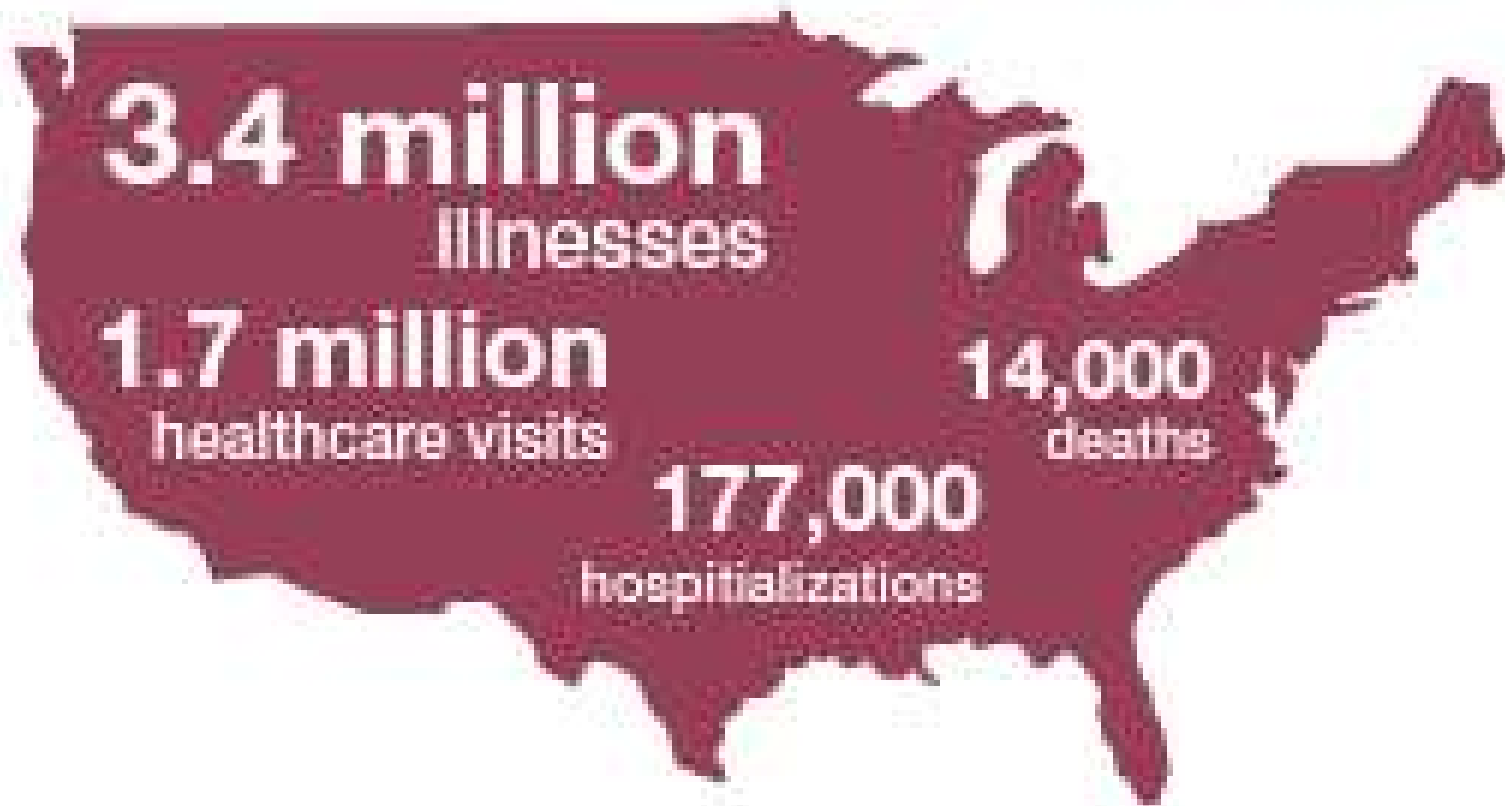 3.4 million
illnesses
1.7 million
healthcare visits
14,000
deaths
177,000
hospitializations